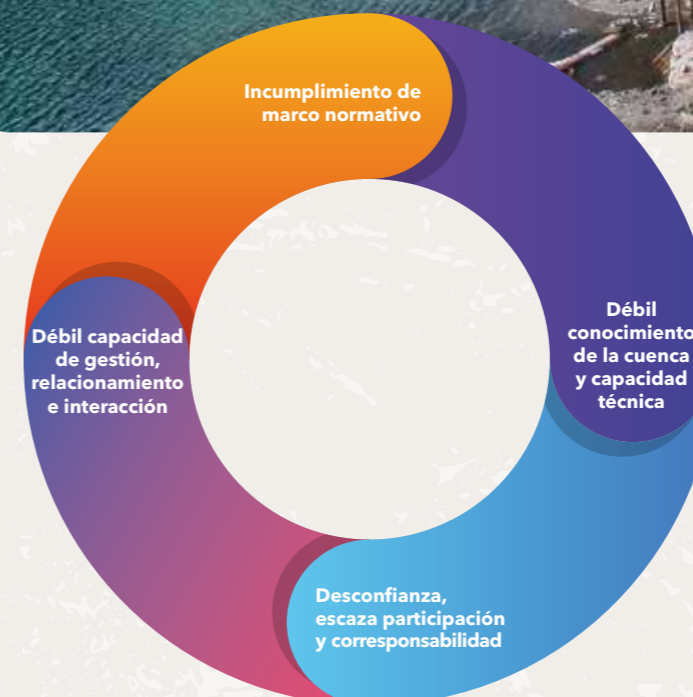 Incumplimiento de
marco normativo
Débil
conocimiento
de la cuenca
y capacidad
técnica
Débil capacidad
de gestión,
relacionamiento
e interacción
Desconfianza,
escaza participación
y corresponsabilidad